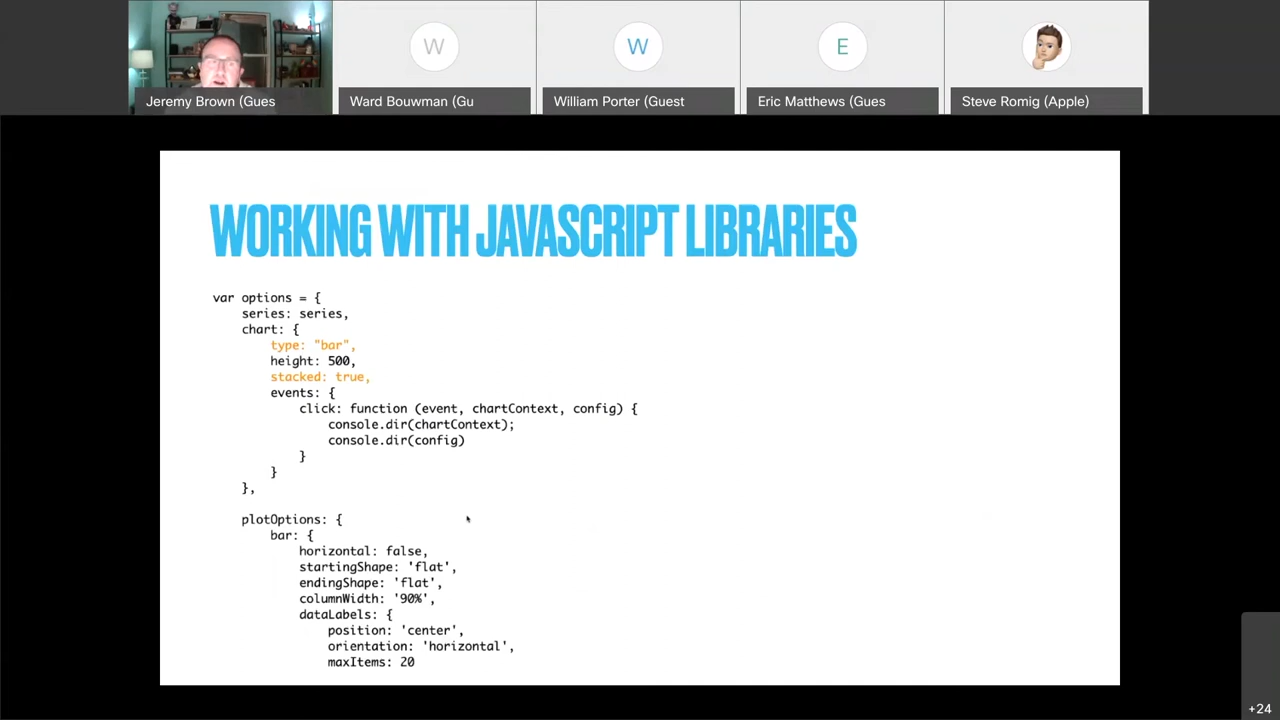 W
W
E
Jeremy Brown (Gues
Ward Bouwman (Gu
William Porter (Guest
Eric Matthews (Gues
Steve Romig (Apple)
WORKING WITH JAVASCRIPT LIBRARIES
var options = {
series: series,
chart: {
type: "bar",
height: 500,
stacked: true,
events: {
click: function (event, chartContext, config) {
console.dir(chartContext);
console.dir(config)
}
}
},
plotOptions: {
bar: {
horizontal: false,
startingShape: 'flat',
endingShape: 'flat',
columnWidth: '90%',
dataLabels: {
position: 'center',
orientation: 'horizontal',
maxItems: 20
+24